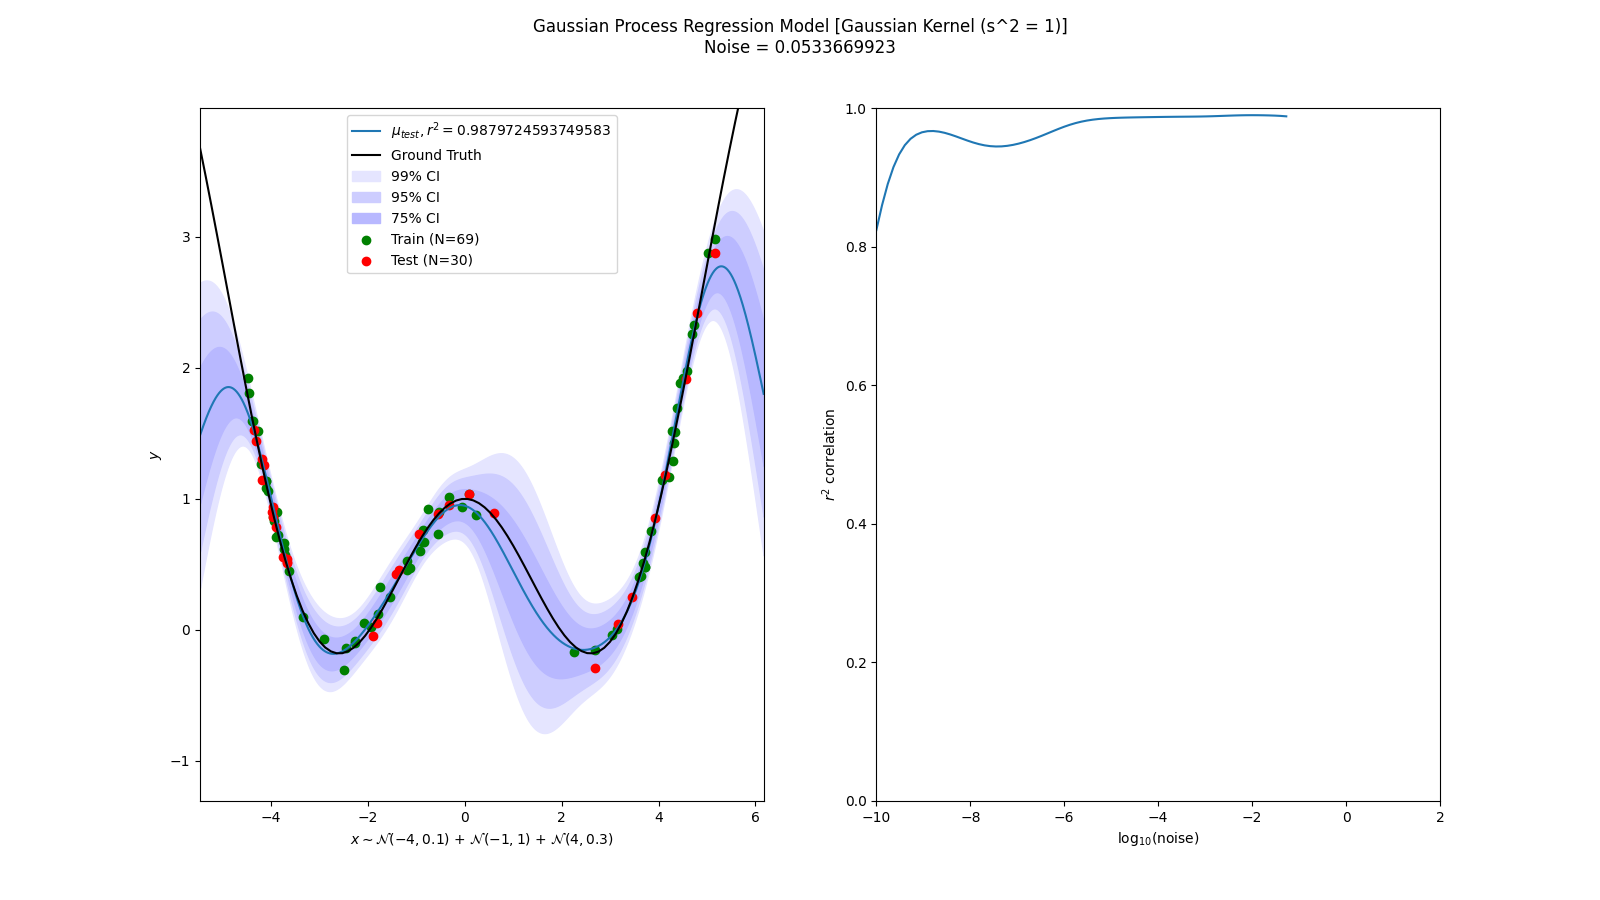 Gaussian Process Regression Model [Gaussian Kernel (s^2 = 1)]
Noise = 0.0533669923
μ_test, r² = 0.9879724593749583
Ground Truth
99% CI
95% CI
75% CI
Train (N=69)
Test (N=30)
3
2
1
0
−1
y
−4 −2 0 2 4 6
x ∼ 𝒩(−4, 0.1) + 𝒩(−1, 1) + 𝒩(4, 0.3)
1.0
0.8
0.6
0.4
0.2
0.0
r² correlation
−10 −8 −6 −4 −2 0 2
log₁₀(noise)